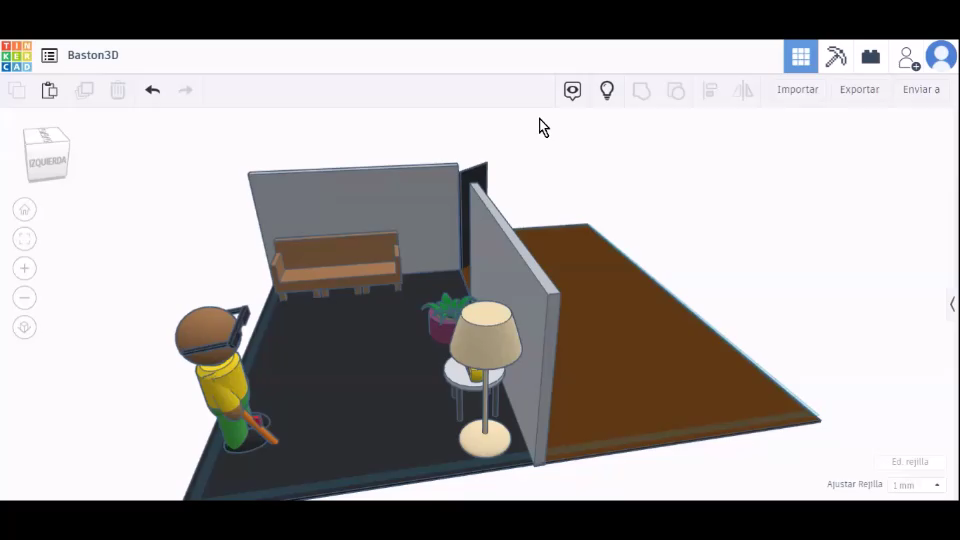 TIN
KER
CAD
Baston3D
Importar
Exportar
Enviar a
IZQUIERDA
Ed. rejilla
Ajustar Rejilla 1 mm